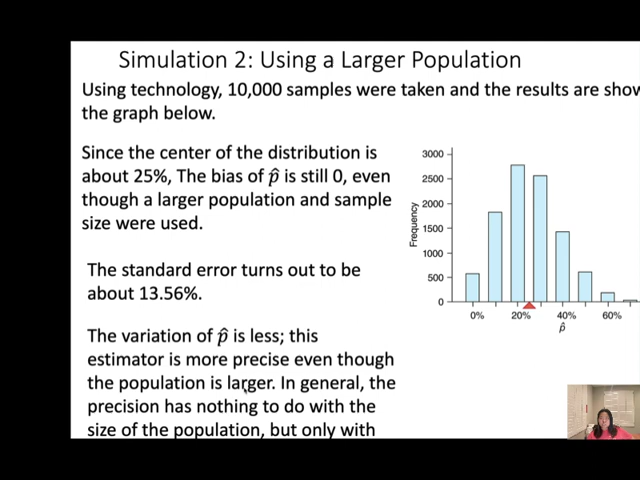 Simulation 2: Using a Larger Population
Using technology, 10,000 samples were taken and the results are show
the graph below.
Since the center of the distribution is
about 25%, The bias of p̂ is still 0, even
though a larger population and sample
size were used.
The standard error turns out to be
about 13.56%.
The variation of p̂ is less; this
estimator is more precise even though
the population is larger. In general, the
precision has nothing to do with the
size of the population, but only with
3000
2500
2000
1500
1000
500
0
Frequency
0% 20% 40% 60%
p̂